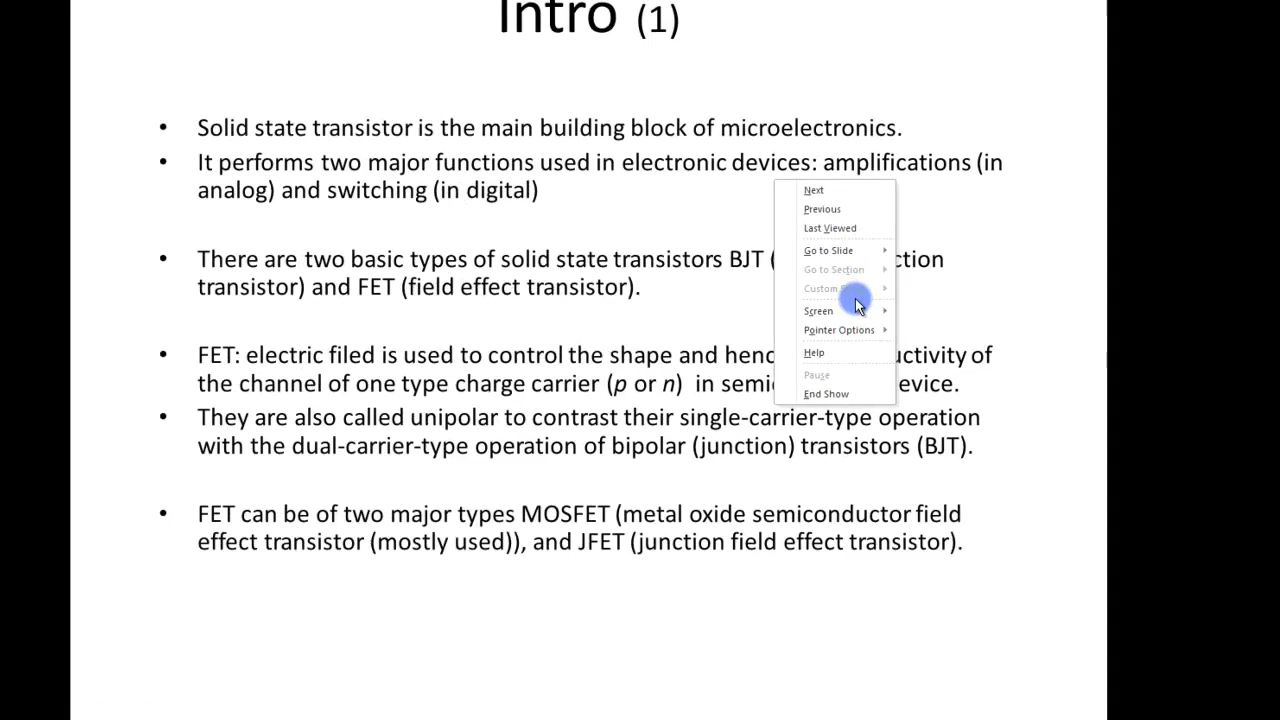 Intro (1)
• Solid state transistor is the main building block of microelectronics.
• It performs two major functions used in electronic devices: amplifications (in
analog) and switching (in digital)
• There are two basic types of solid state transistors BJT ( ction
transistor) and FET (field effect transistor).
• FET: electric filed is used to control the shape and henc uctivity of
the channel of one type charge carrier (p or n) in semic evice.
• They are also called unipolar to contrast their single-carrier-type operation
with the dual-carrier-type operation of bipolar (junction) transistors (BJT).
• FET can be of two major types MOSFET (metal oxide semiconductor field
effect transistor (mostly used)), and JFET (junction field effect transistor).
Next
Previous
Last Viewed
Go to Slide
Go to Section
Custom
Screen
Pointer Options
Help
Pause
End Show